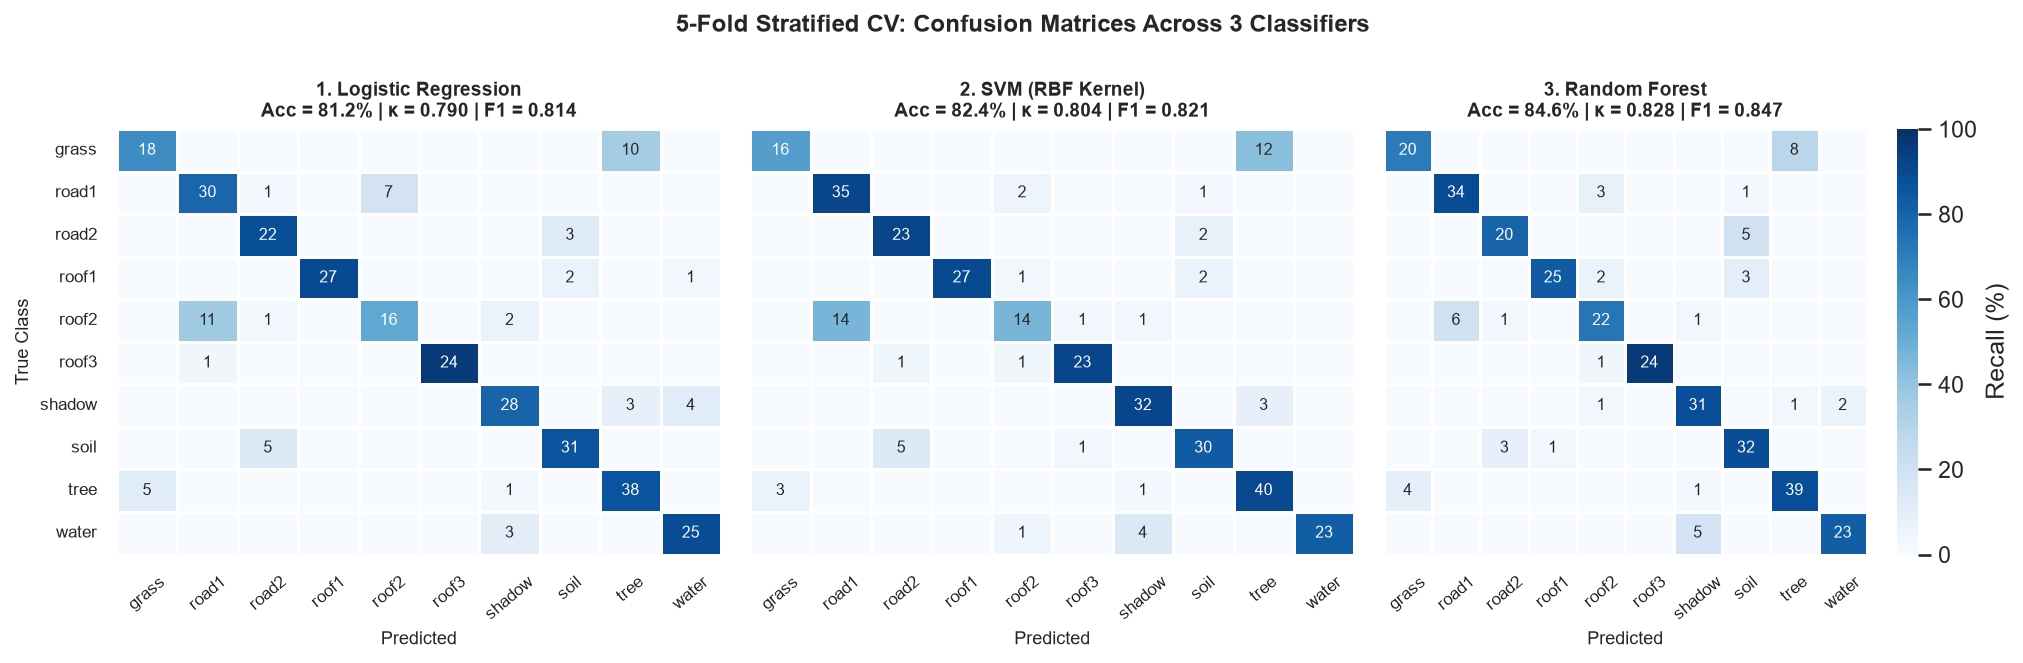 5-Fold Stratified CV: Confusion Matrices Across 3 Classifiers
1. Logistic Regression
Acc = 81.2% | κ = 0.790 | F1 = 0.814
2. SVM (RBF Kernel)
Acc = 82.4% | κ = 0.804 | F1 = 0.821
3. Random Forest
Acc = 84.6% | κ = 0.828 | F1 = 0.847
True Class
grass 18 10 16 12 20 8
road1 30 1 7 35 2 1 34 3 1
road2 22 3 23 2 20 5
roof1 27 2 1 27 1 2 25 2 3
roof2 11 1 16 2 14 14 1 1 6 1 22 1
roof3 1 24 1 1 23 1 24
shadow 28 3 4 32 3 1 31 1 2
soil 5 31 5 1 30 3 1 32
tree 5 1 38 3 1 40 4 1 39
water 3 25 1 4 23 5 23
grass road1 road2 roof1 roof2 roof3 shadow soil tree water
Predicted
grass road1 road2 roof1 roof2 roof3 shadow soil tree water
Predicted
grass road1 road2 roof1 roof2 roof3 shadow soil tree water
Predicted
100
80
60
40
20
0
Recall (%)